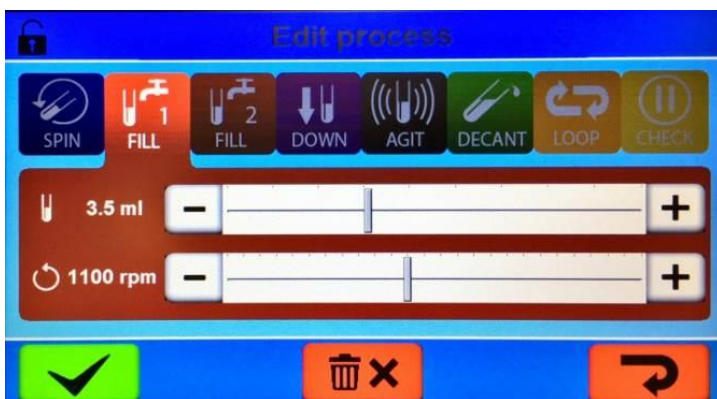 Edit process
SPIN
1
FILL
2
FILL
DOWN
AGIT
DECANT
LOOP
CHECK
3.5 ml
1100 rpm